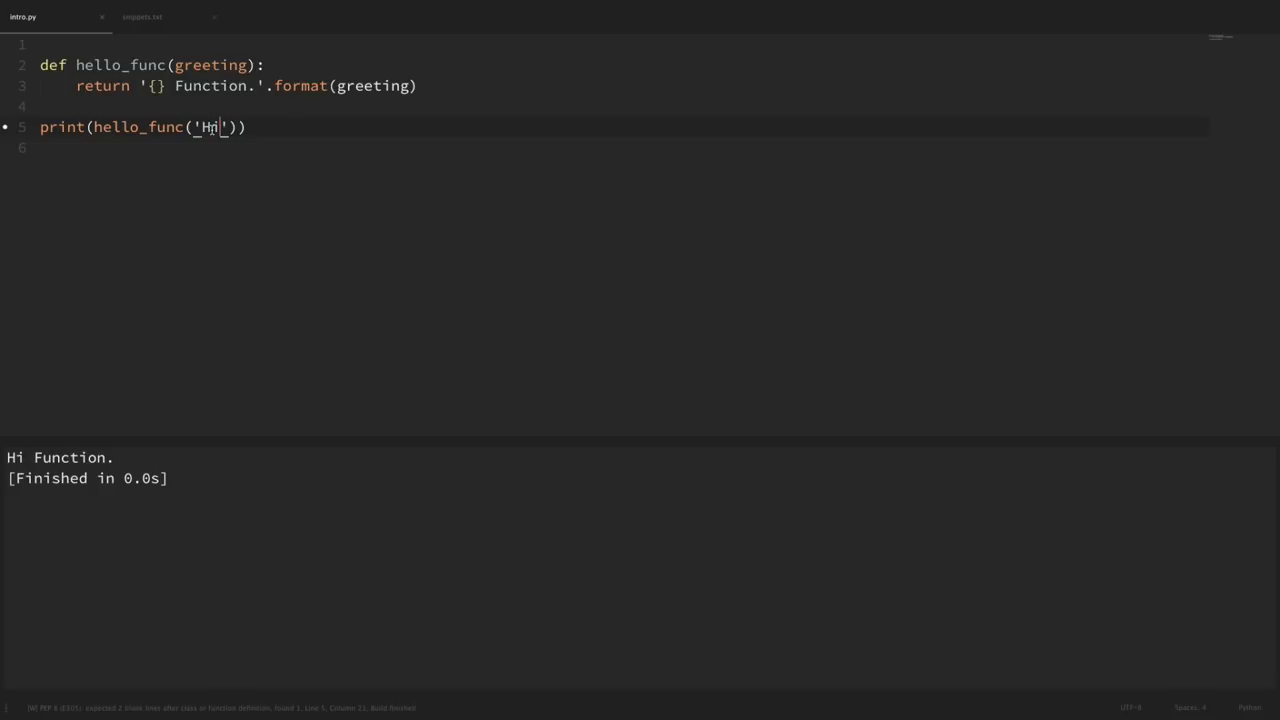 intro.py × snippets.txt ×
1
2 def hello_func(greeting):
3     return '{} Function.'.format(greeting)
4
5 print(hello_func('Hi'))
6
Hi Function.
[Finished in 0.0s]
[W] PEP 8 (E305): expected 2 blank lines after class or function definition, found 1, Line 5, Column 21, Build finished UTF-8 Spaces: 4 Python